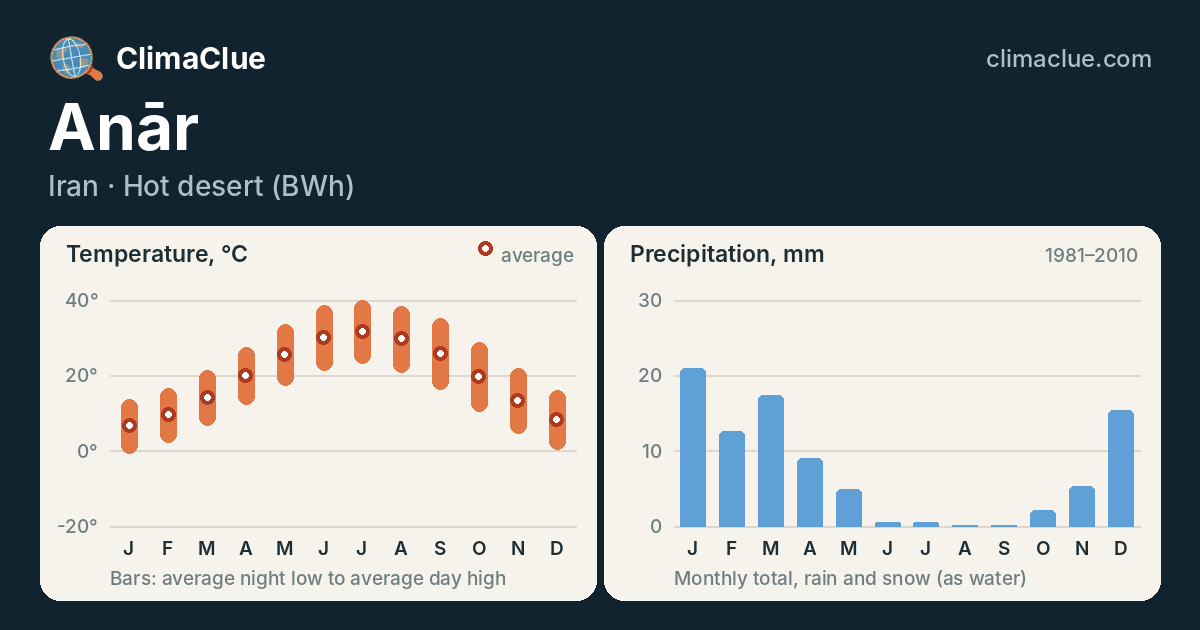 ClimaClue
climaclue.com
Anār
Iran · Hot desert (BWh)
Temperature, °C
average
40°
20°
0°
-20°
J F M A M J J A S O N D
Bars: average night low to average day high
Precipitation, mm
1981–2010
30
20
10
0
J F M A M J J A S O N D
Monthly total, rain and snow (as water)